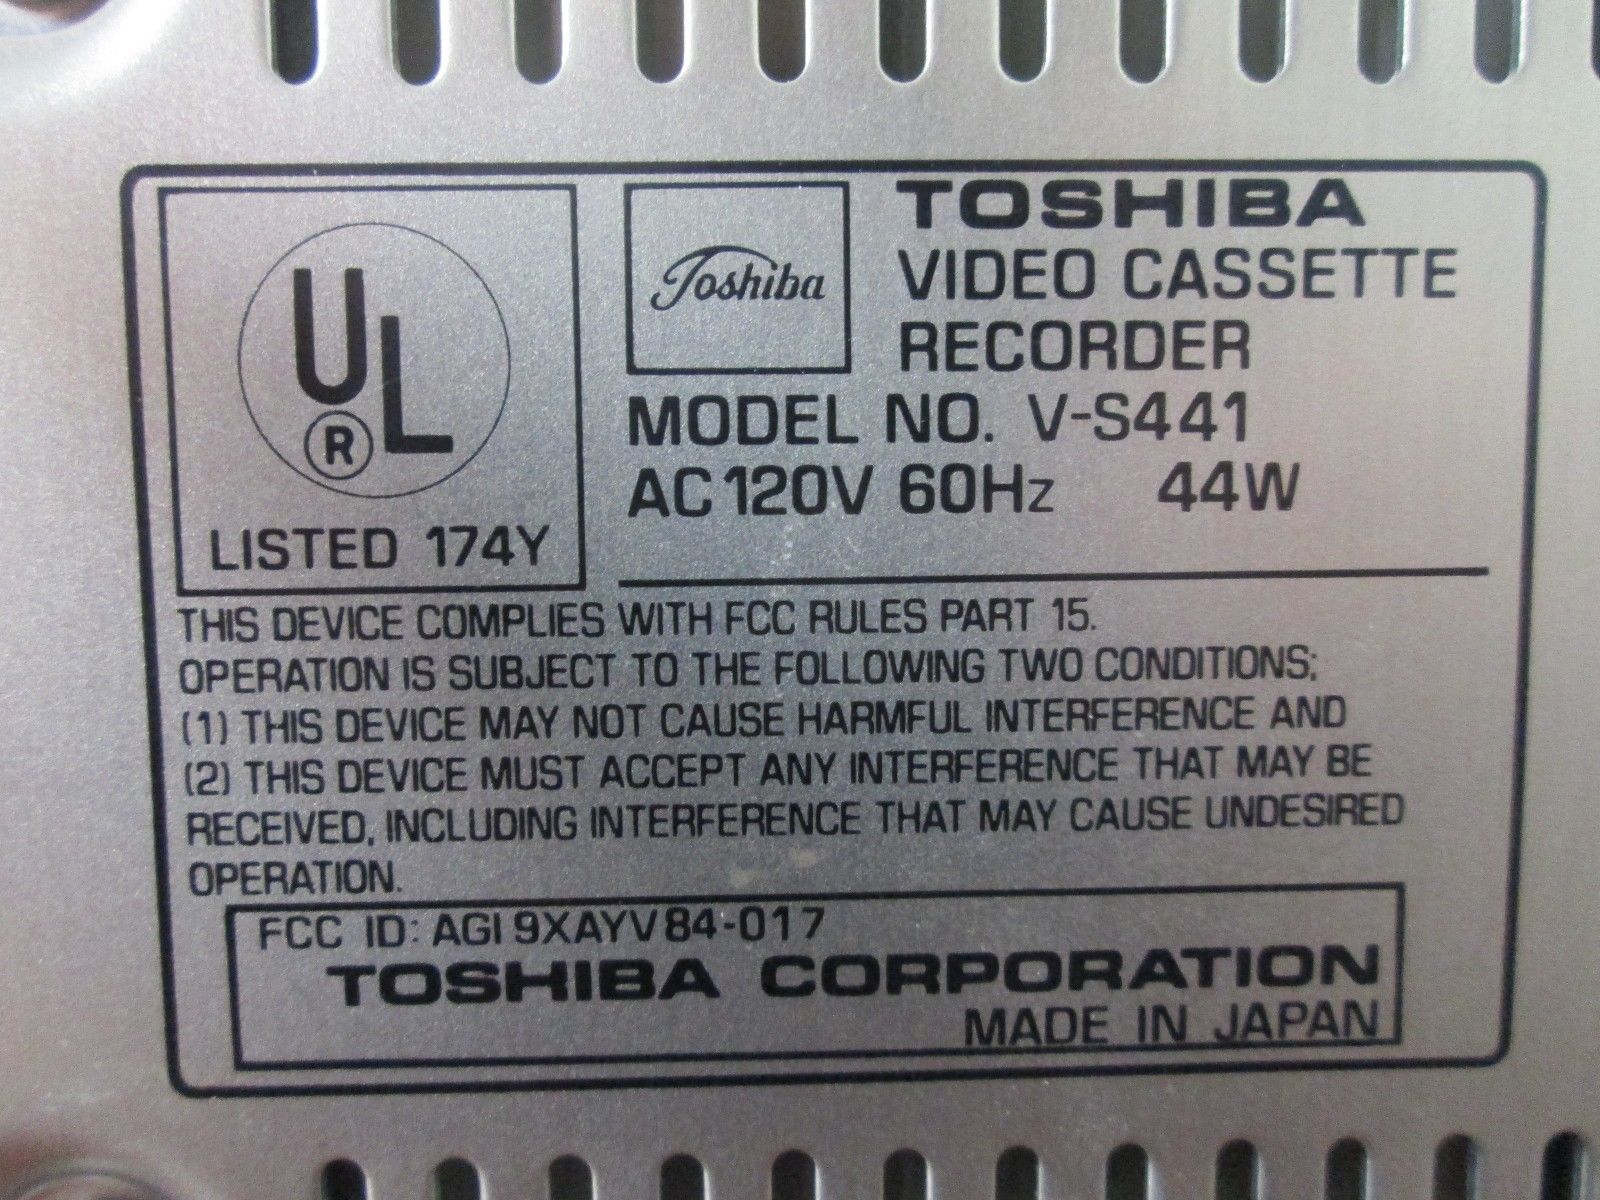 UL
®
LISTED 174Y
Toshiba
TOSHIBA
VIDEO CASSETTE
RECORDER
MODEL NO. V-S441
AC 120V 60Hz 44W
THIS DEVICE COMPLIES WITH FCC RULES PART 15.
OPERATION IS SUBJECT TO THE FOLLOWING TWO CONDITIONS;
(1) THIS DEVICE MAY NOT CAUSE HARMFUL INTERFERENCE AND
(2) THIS DEVICE MUST ACCEPT ANY INTERFERENCE THAT MAY BE
RECEIVED, INCLUDING INTERFERENCE THAT MAY CAUSE UNDESIRED
OPERATION.
FCC ID: AGI 9XAYV84-017
TOSHIBA CORPORATION
MADE IN JAPAN